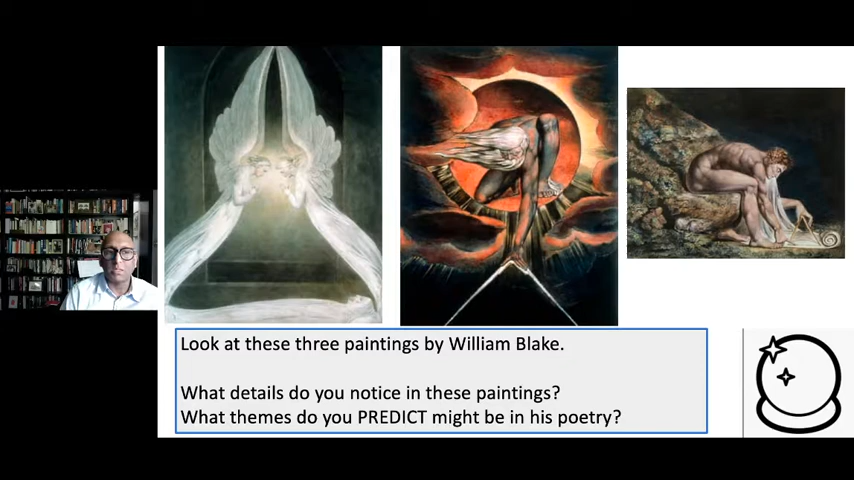 Look at these three paintings by William Blake.
What details do you notice in these paintings?
What themes do you PREDICT might be in his poetry?